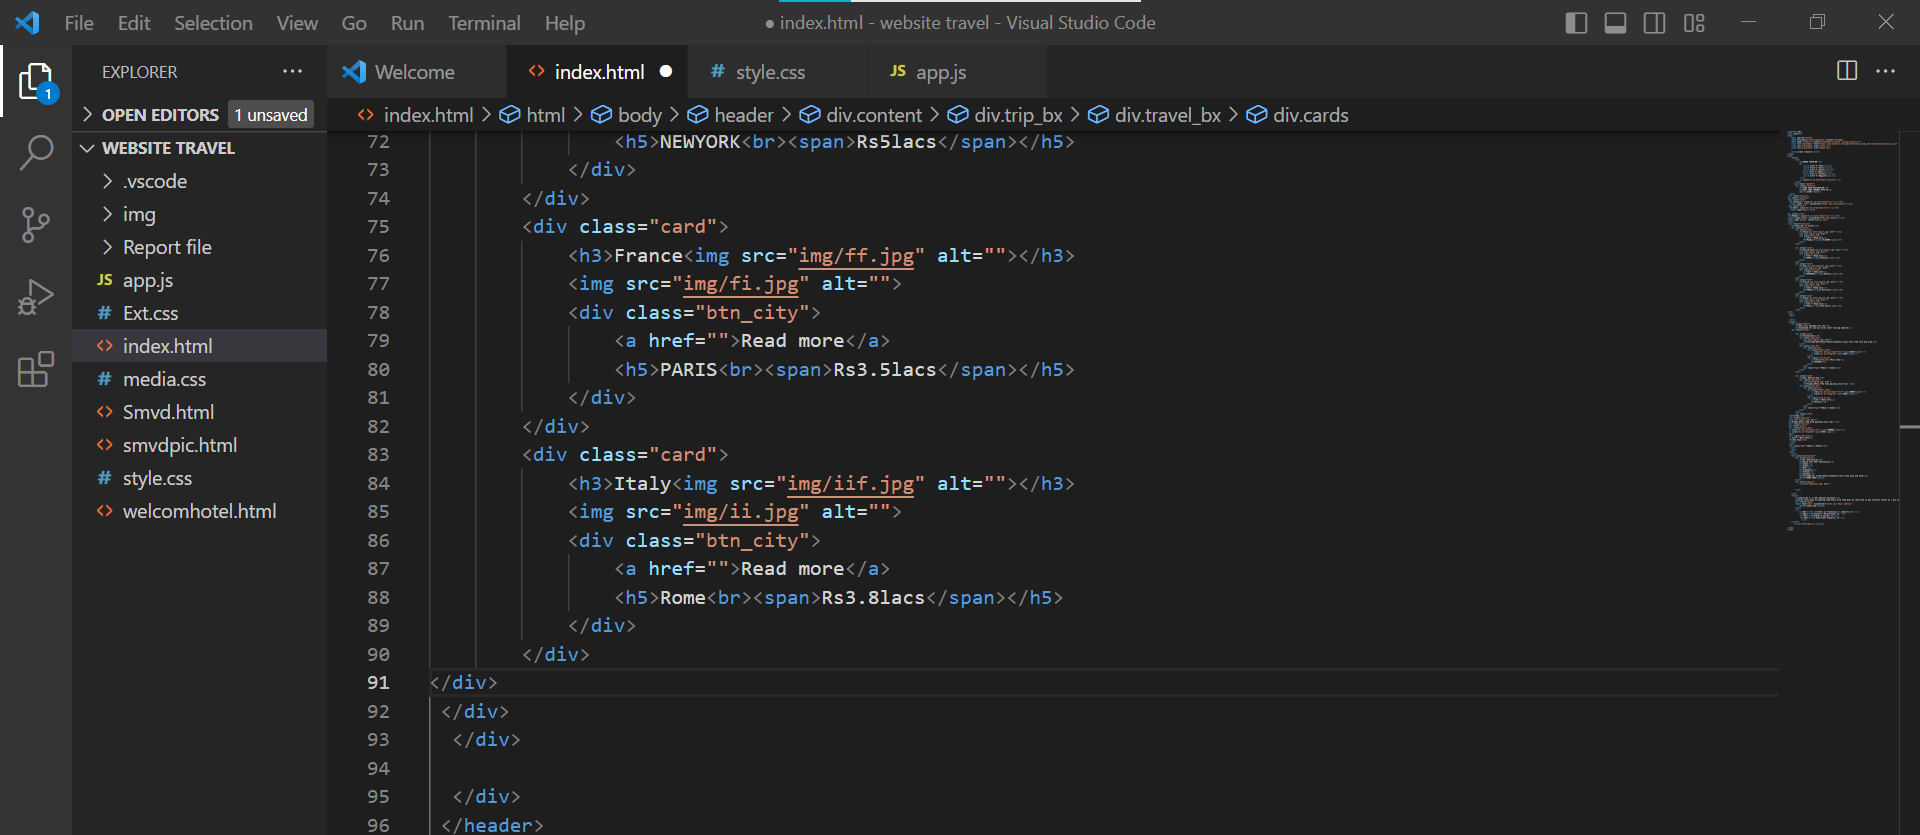 File Edit Selection View Go Run Terminal Help
● index.html - website travel - Visual Studio Code
EXPLORER
Welcome
<> index.html
# style.css
JS app.js
1
OPEN EDITORS 1 unsaved
<> index.html > html > body > header > div.content > div.trip_bx > div.travel_bx > div.cards
WEBSITE TRAVEL
.vscode
img
Report file
JS app.js
# Ext.css
<> index.html
# media.css
<> Smvd.html
<> smvdpic.html
# style.css
<> welcomhotel.html
72 <h5>NEWYORK<br><span>Rs5lacs</span></h5>
73 </div>
74 </div>
75 <div class="card">
76 <h3>France<img src="img/ff.jpg" alt=""></h3>
77 <img src="img/fi.jpg" alt="">
78 <div class="btn_city">
79 <a href="">Read more</a>
80 <h5>PARIS<br><span>Rs3.5lacs</span></h5>
81 </div>
82 </div>
83 <div class="card">
84 <h3>Italy<img src="img/iif.jpg" alt=""></h3>
85 <img src="img/ii.jpg" alt="">
86 <div class="btn_city">
87 <a href="">Read more</a>
88 <h5>Rome<br><span>Rs3.8lacs</span></h5>
89 </div>
90 </div>
91 </div>
92 </div>
93 </div>
94
95 </div>
96 </header>